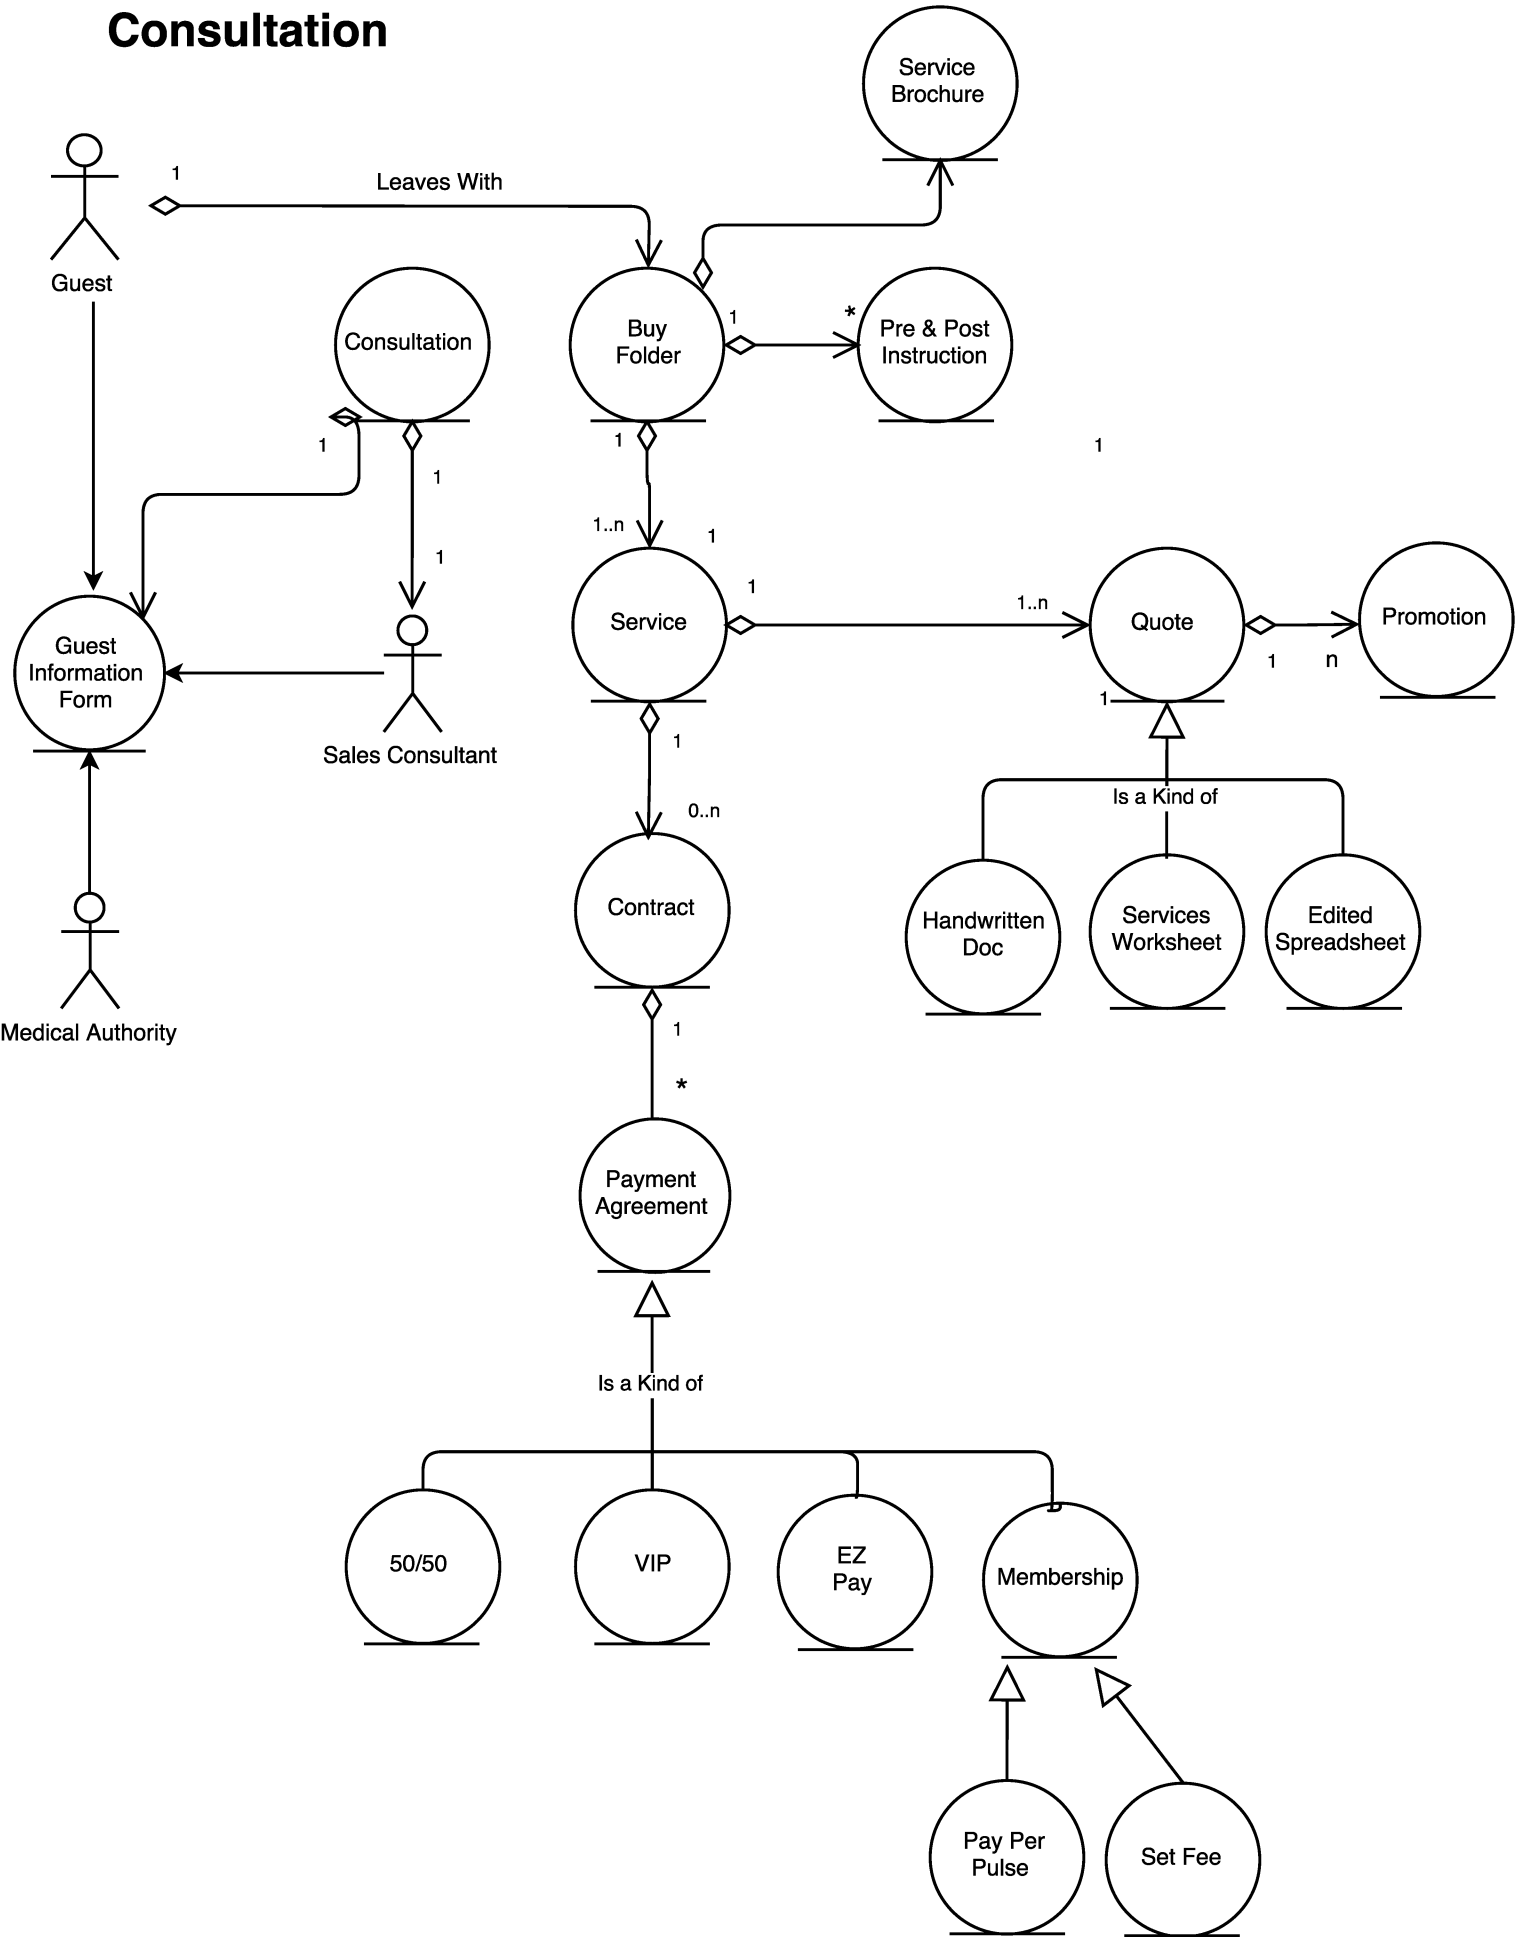 Consultation
Service
Brochure
1
Leaves With
Guest
Consultation
Buy
Folder
1
*
Pre & Post
Instruction
1
1
1
1
1..n
1
1
1
1..n
Service
Quote
Promotion
1
n
Guest
Information
Form
Sales Consultant
1
1
0..n
Is a Kind of
Contract
Handwritten
Doc
Services
Worksheet
Edited
Spreadsheet
Medical Authority
1
*
Payment
Agreement
Is a Kind of
50/50
VIP
EZ
Pay
Membership
Pay Per
Pulse
Set Fee